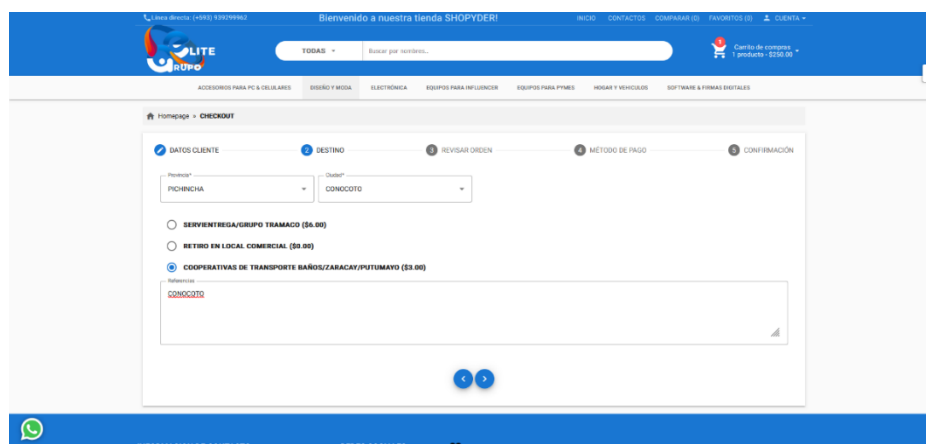 Línea directa: (+593) 939299962
Bienvenido a nuestra tienda SHOPYDER!
INICIO CONTACTOS COMPARAR (0) FAVORITOS (0) CUENTA
ELITE
GRUPO
TODAS
Buscar por nombres..
1
Carrito de compras
1 producto - $250.00
ACCESORIOS PARA PC & CELULARES DISEÑO Y MODA ELECTRÓNICA EQUIPOS PARA INFLUENCER EQUIPOS PARA PYMES HOGAR Y VEHICULOS SOFTWARE & FIRMAS DIGITALES
Homepage » CHECKOUT
DATOS CLIENTE 2 DESTINO 3 REVISAR ORDEN 4 MÉTODO DE PAGO 5 CONFIRMACIÓN
Provincia* Ciudad*
PICHINCHA CONOCOTO
SERVIENTREGA/GRUPO TRAMACO ($6.00)
RETIRO EN LOCAL COMERCIAL ($0.00)
COOPERATIVAS DE TRANSPORTE BAÑOS/ZARACAY/PUTUMAYO ($3.00)
Referencias
CONOCOTO